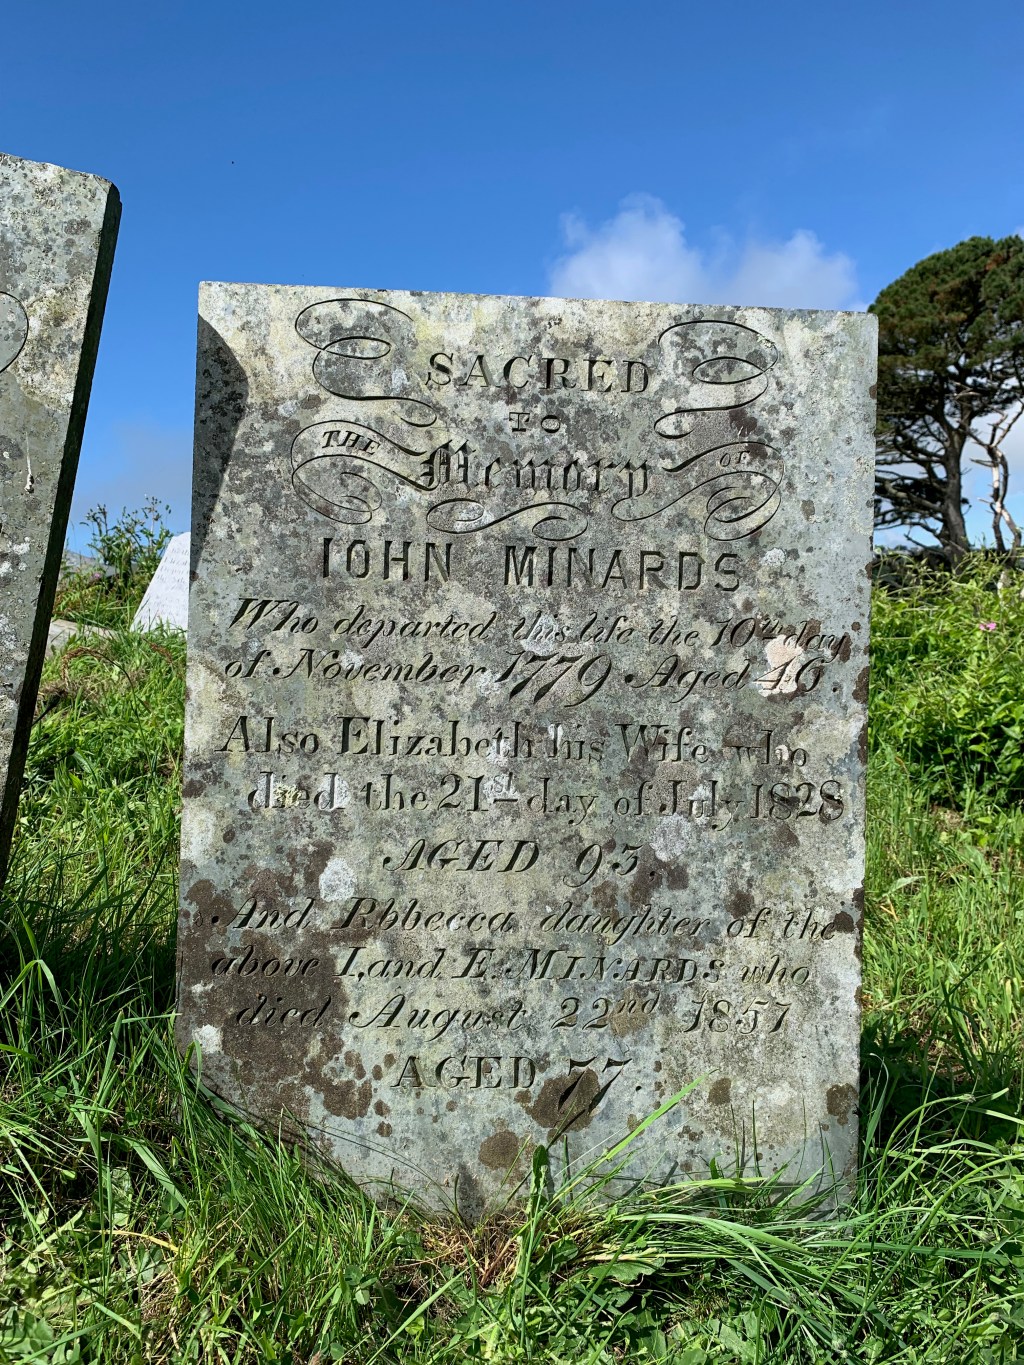 SACRED
TO
THE Memory OF
IOHN MINARDS
Who departed this life the 10th day
of November 1779 Aged 46.
Also Elizabeth his Wife who
died the 21st day of July 1828
AGED 93.
And Rbbecca daughter of the
above I, and E. MINARDS who
died August 22nd 1857
AGED 77.